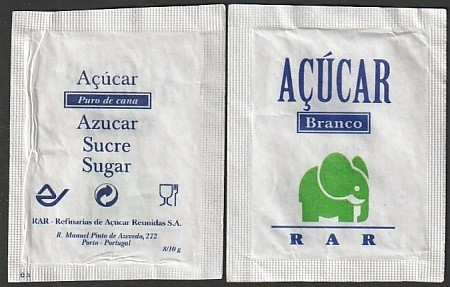 Açúcar
Puro de cana
Azucar
Sucre
Sugar
RAR - Refinarias de Açúcar Reunidas S.A.
R. Manuel Pinto de Azevedo, 272
Porto - Portugal
8/10 g
AÇÚCAR
Branco
RAR